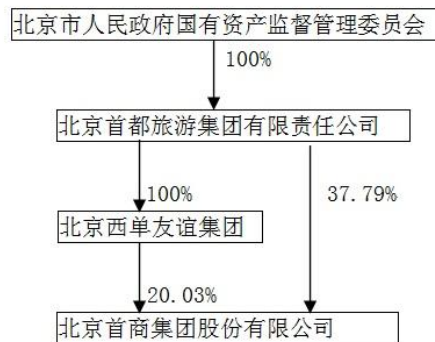 北京市人民政府国有资产监督管理委员会
100%
北京首都旅游集团有限责任公司
100%
37.79%
北京西单友谊集团
20.03%
北京首商集团股份有限公司